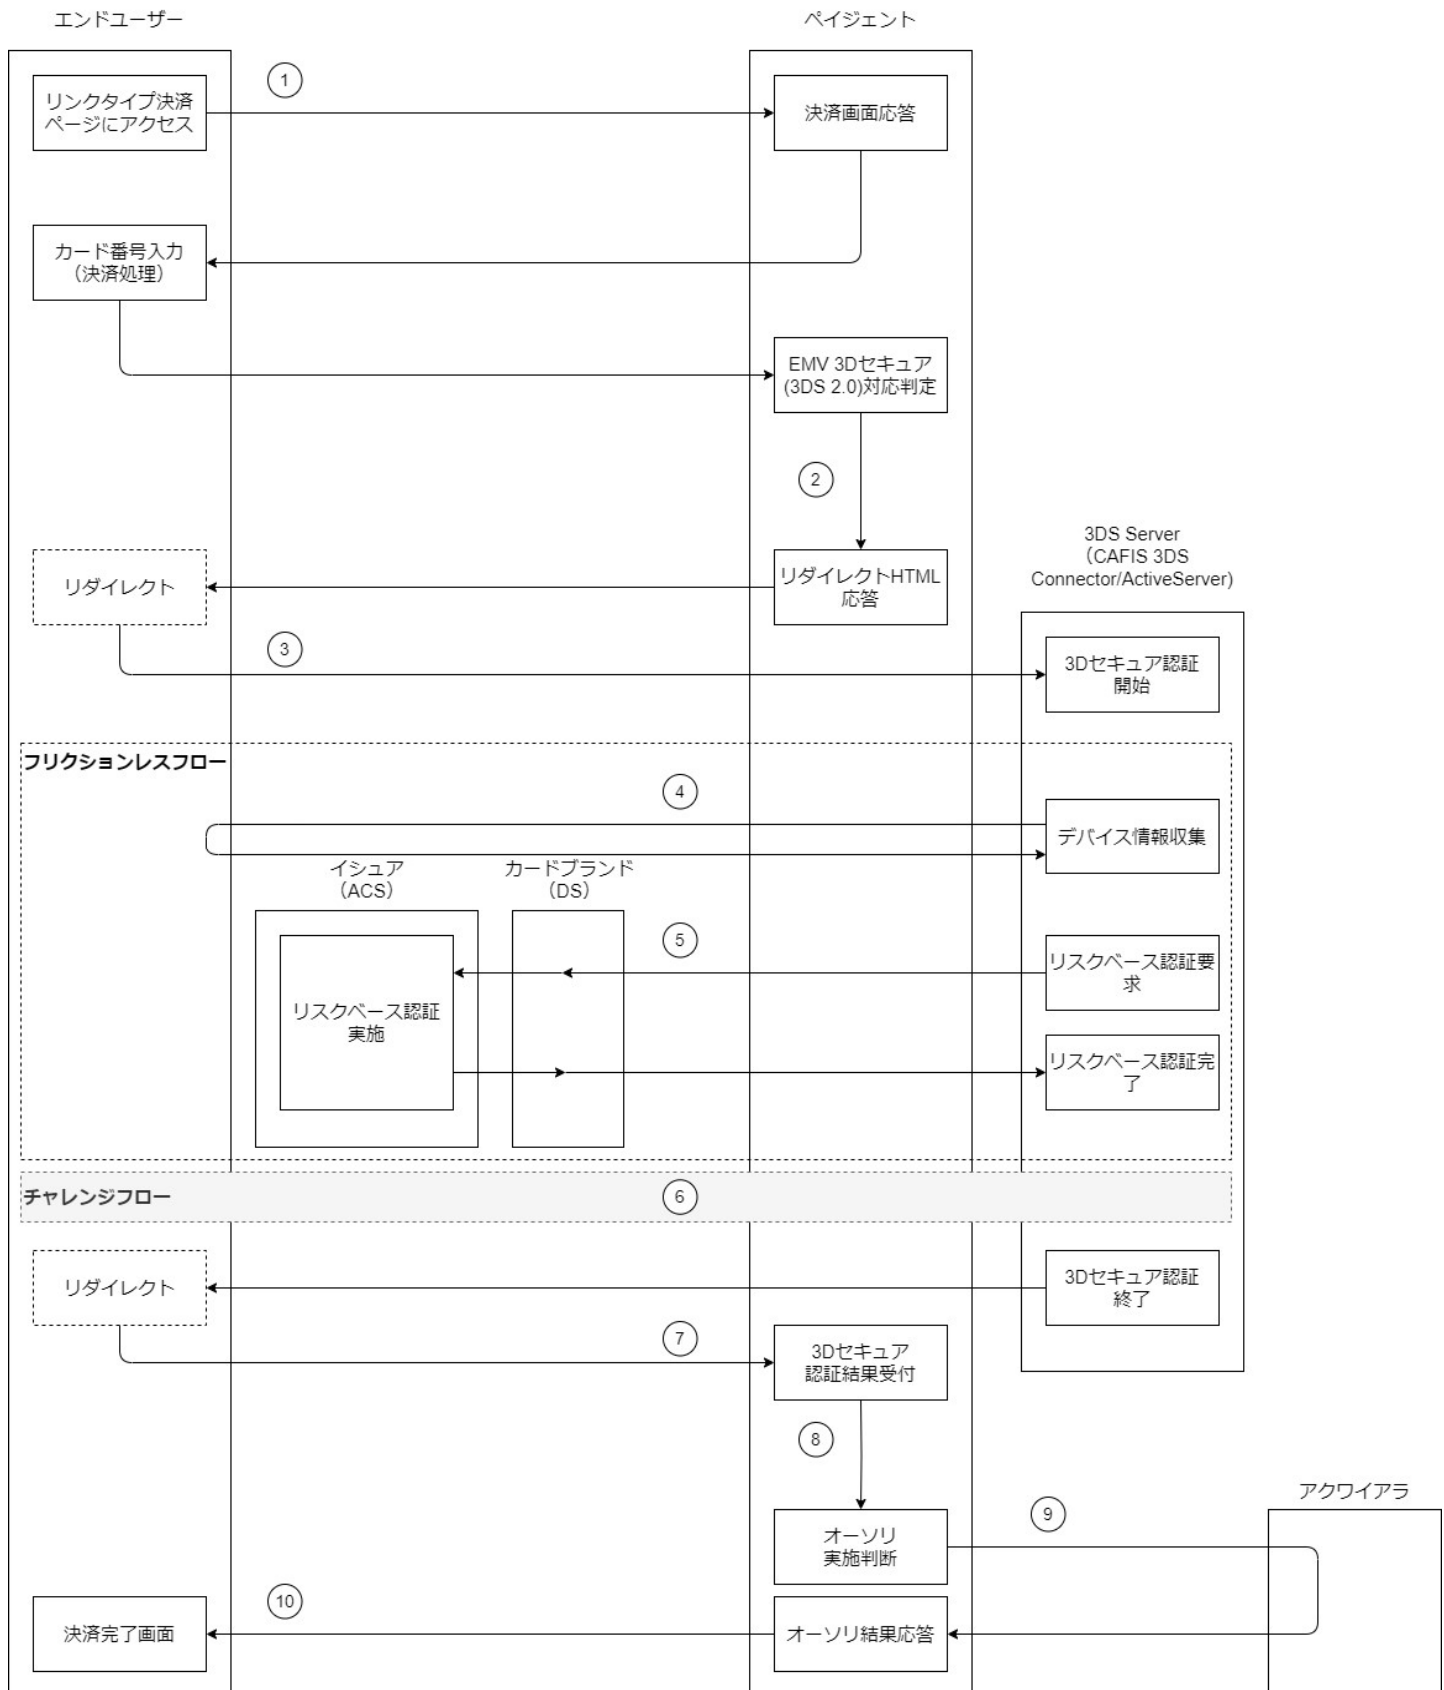 エンドユーザー
ペイジェント
リンクタイプ決済
ページにアクセス
1
決済画面応答
カード番号入力
（決済処理）
EMV 3Dセキュア
(3DS 2.0)対応判定
2
3DS Server
（CAFIS 3DS
Connector/ActiveServer)
リダイレクト
リダイレクトHTML
応答
3
3Dセキュア認証
開始
フリクションレスフロー
4
デバイス情報収集
イシュア
（ACS）
カードブランド
（DS）
5
リスクベース認証要
求
リスクベース認証
実施
リスクベース認証完
了
チャレンジフロー
6
リダイレクト
3Dセキュア認証
終了
7
3Dセキュア
認証結果受付
8
アクワイアラ
オーソリ
実施判断
9
10
決済完了画面
オーソリ結果応答